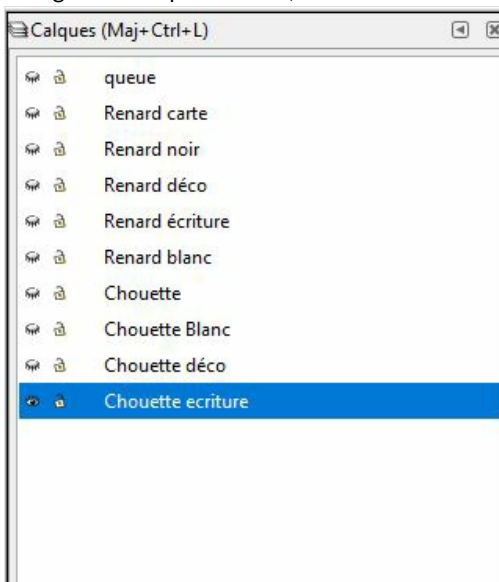 Calques (Maj+Ctrl+L)
queue
Renard carte
Renard noir
Renard déco
Renard écriture
Renard blanc
Chouette
Chouette Blanc
Chouette déco
Chouette ecriture